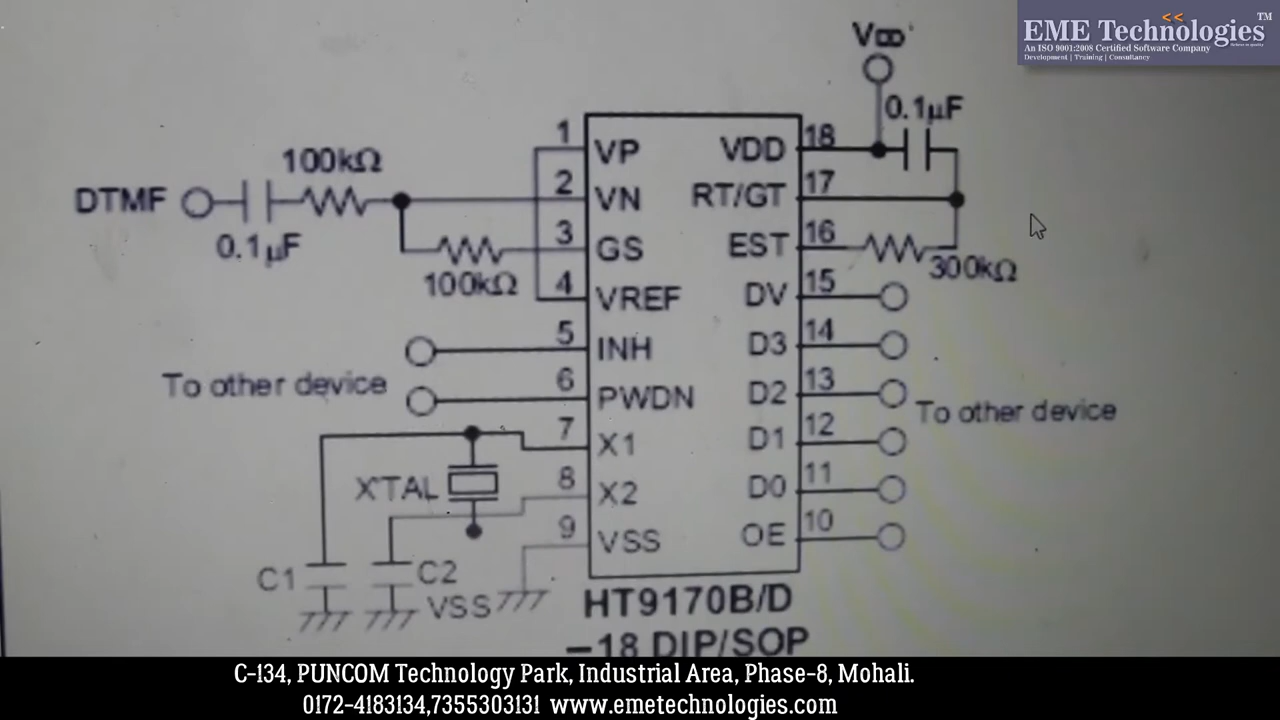 EME Technologies TM
An ISO 9001:2008 Certified Software Company
Development | Training | Consultancy
VDD
0.1µF
100kΩ
DTMF
0.1µF
100kΩ
1 VP
2 VN
3 GS
4 VREF
5 INH
6 PWDN
7 X1
8 X2
9 VSS
VDD 18
RT/GT 17
EST 16
300kΩ
DV 15
D3 14
D2 13
D1 12
D0 11
OE 10
To other device
To other device
X'TAL
C1
C2
VSS
HT9170B/D
–18 DIP/SOP
C-134, PUNCOM Technology Park, Industrial Area, Phase-8, Mohali.
0172-4183134,7355303131 www.emetechnologies.com